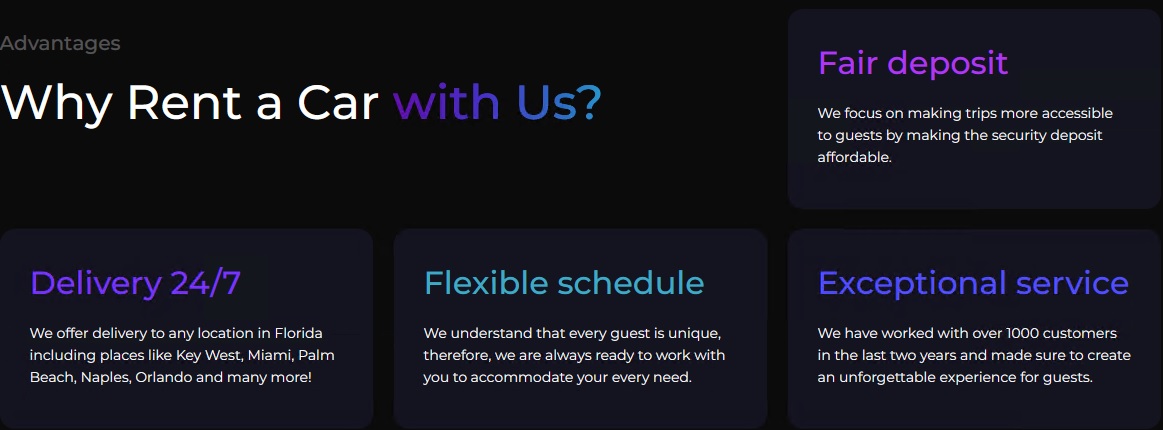 Advantages
Why Rent a Car with Us?
Fair deposit
We focus on making trips more accessible
to guests by making the security deposit
affordable.
Delivery 24/7
We offer delivery to any location in Florida
including places like Key West, Miami, Palm
Beach, Naples, Orlando and many more!
Flexible schedule
We understand that every guest is unique,
therefore, we are always ready to work with
you to accommodate your every need.
Exceptional service
We have worked with over 1000 customers
in the last two years and made sure to create
an unforgettable experience for guests.